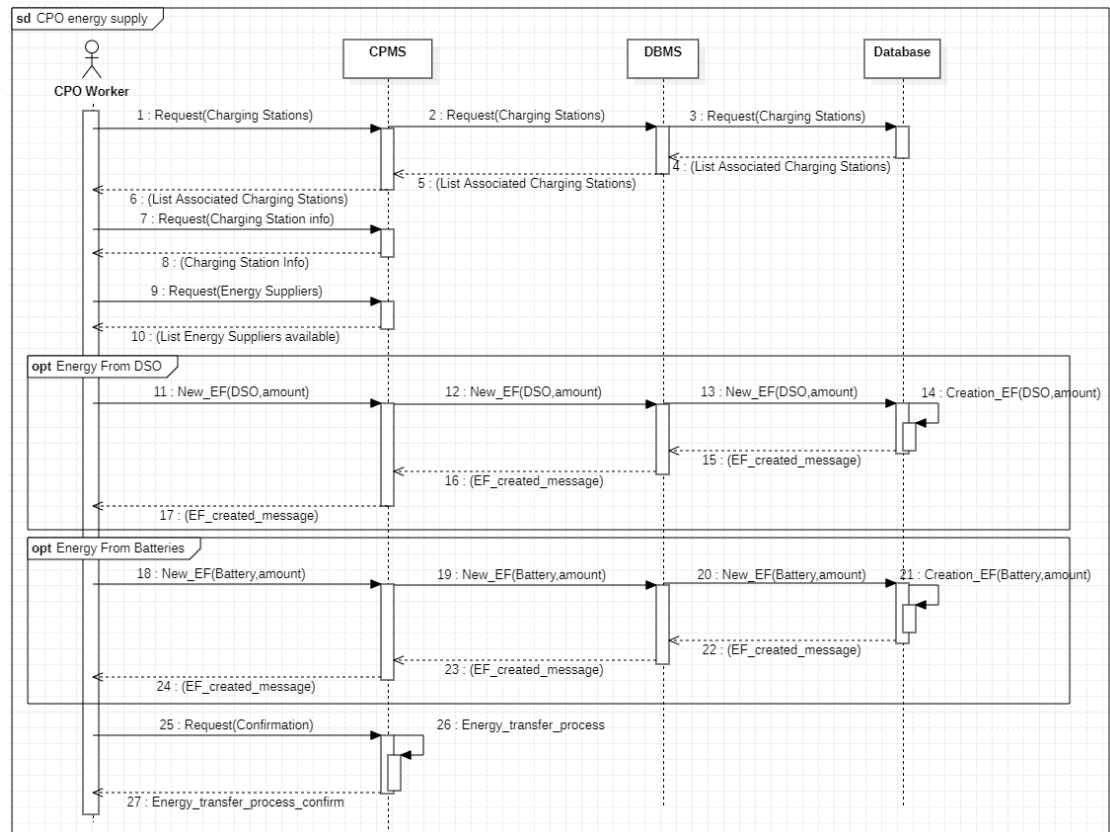 sd CPO energy supply
CPMS
DBMS
Database
CPO Worker
1 : Request(Charging Stations)
2 : Request(Charging Stations)
3 : Request(Charging Stations)
4 : (List Associated Charging Stations)
5 : (List Associated Charging Stations)
6 : (List Associated Charging Stations)
7 : Request(Charging Station info)
8 : (Charging Station Info)
9 : Request(Energy Suppliers)
10 : (List Energy Suppliers available)
opt Energy From DSO
11 : New_EF(DSO,amount)
12 : New_EF(DSO,amount)
13 : New_EF(DSO,amount)
14 : Creation_EF(DSO,amount)
15 : (EF_created_message)
16 : (EF_created_message)
17 : (EF_created_message)
opt Energy From Batteries
18 : New_EF(Battery,amount)
19 : New_EF(Battery,amount)
20 : New_EF(Battery,amount)
21 : Creation_EF(Battery,amount)
22 : (EF_created_message)
23 : (EF_created_message)
24 : (EF_created_message)
25 : Request(Confirmation)
26 : Energy_transfer_process
27 : Energy_transfer_process_confirm